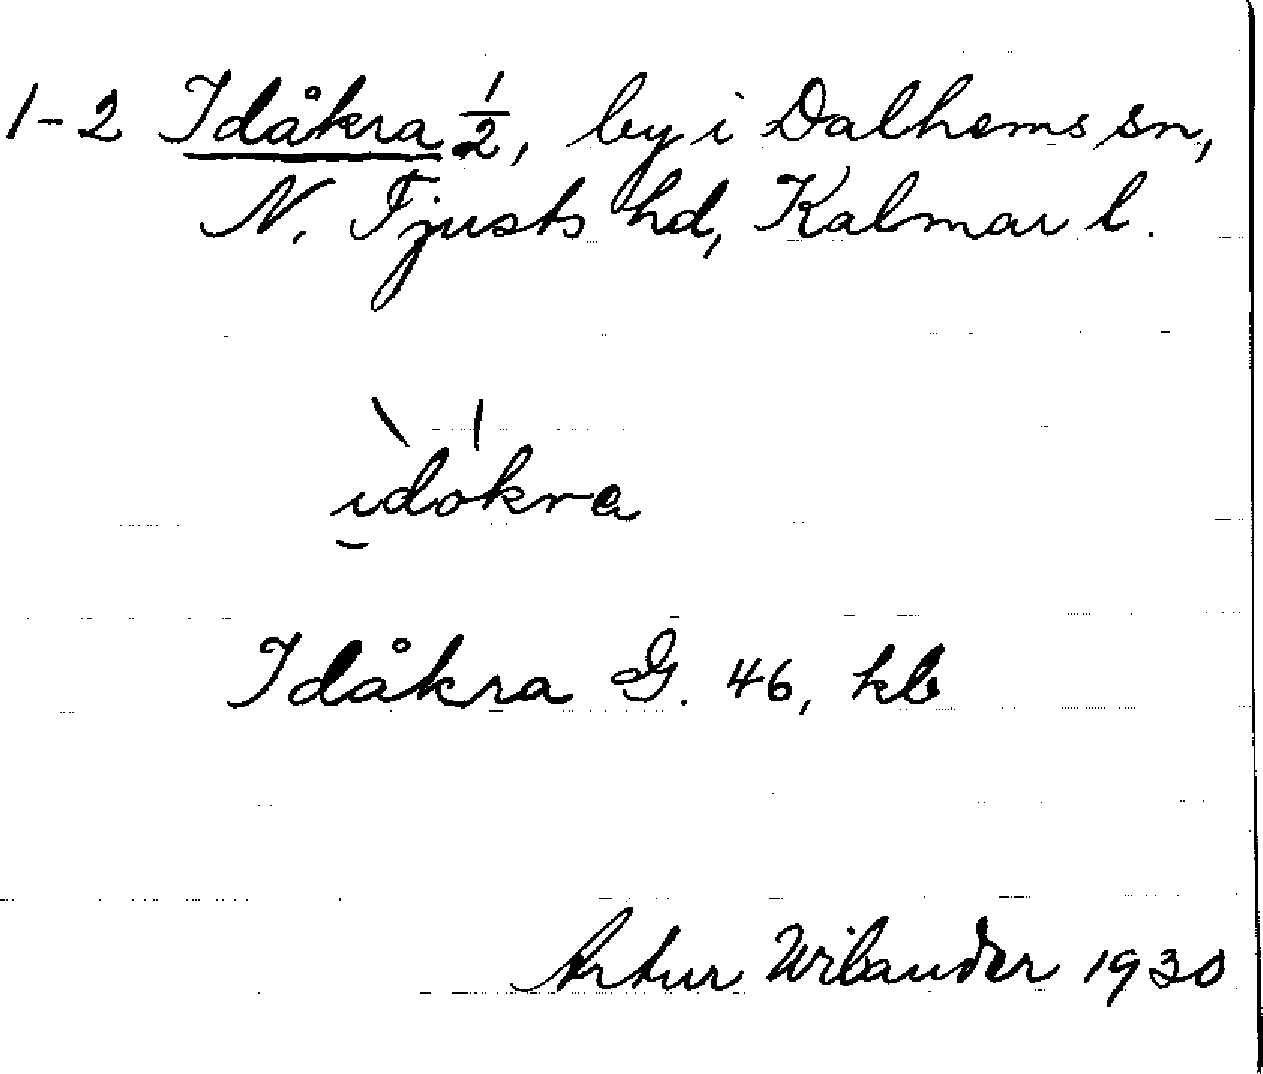 1-2 Idåkra 1/2, by i Dalhems sn,
N. Tjusts hd, Kalmar l.
ìdókra
Idåkra G. 46, kb
Artur Wilander 1930